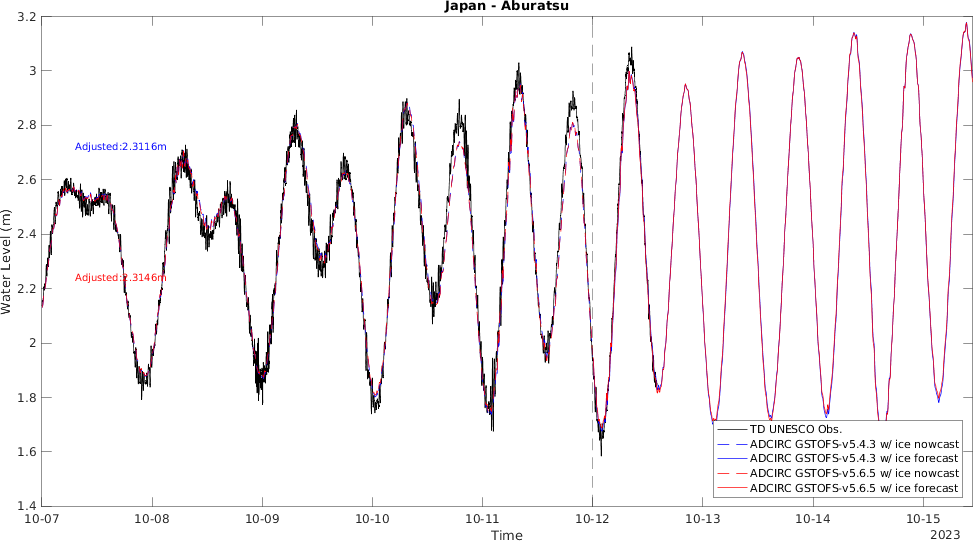 Japan - Aburatsu
3.2
3
2.8
2.6
2.4
2.2
2
1.8
1.6
1.4
Water Level (m)
Adjusted:2.3116m
Adjusted:2.3146m
TD UNESCO Obs.
ADCIRC GSTOFS-v5.4.3 w/ ice nowcast
ADCIRC GSTOFS-v5.4.3 w/ ice forecast
ADCIRC GSTOFS-v5.6.5 w/ ice nowcast
ADCIRC GSTOFS-v5.6.5 w/ ice forecast
10-07 10-08 10-09 10-10 10-11 10-12 10-13 10-14 10-15
Time
2023